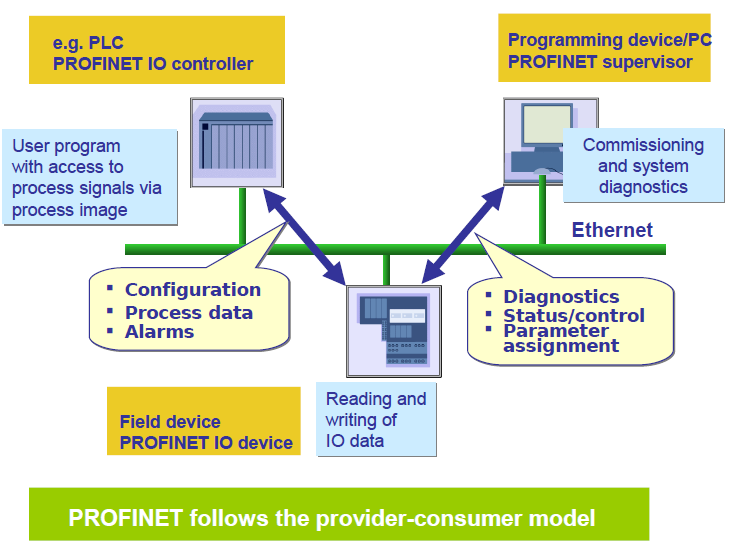 e.g. PLC
PROFINET IO controller
Programming device/PC
PROFINET supervisor
User program
with access to
process signals via
process image
Commissioning
and system
diagnostics
Ethernet
▪ Configuration
▪ Process data
▪ Alarms
▪ Diagnostics
▪ Status/control
▪ Parameter
assignment
Field device
PROFINET IO device
Reading and
writing of
IO data
PROFINET follows the provider-consumer model